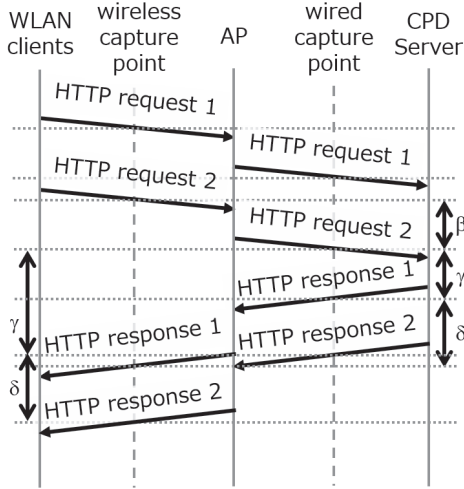 WLAN
clients
wireless
capture
point
AP
wired
capture
point
CPD
Server
HTTP request 1
HTTP request 1
HTTP request 2
HTTP request 2
β
HTTP response 1
γ
γ
HTTP response 1
HTTP response 2
δ
δ
HTTP response 2